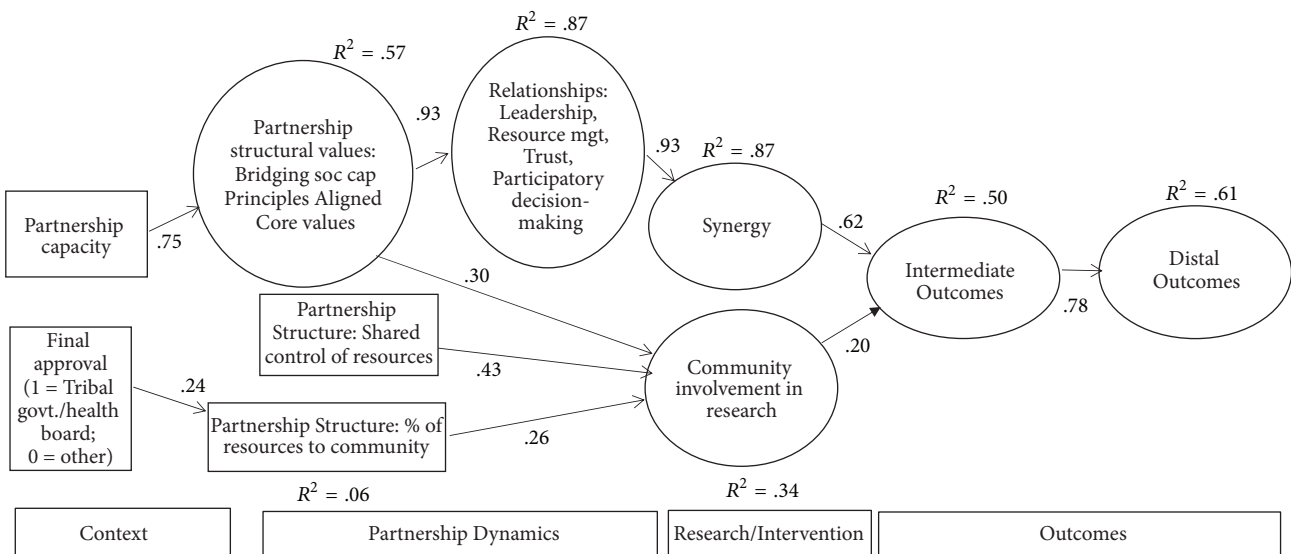 R² = .57
R² = .87
Partnership
structural values:
Bridging soc cap
Principles Aligned
Core values
.93
Relationships:
Leadership,
Resource mgt,
Trust,
Participatory
decision-
making
.93
R² = .87
Synergy
Partnership
capacity
.75
.62
R² = .50
Intermediate
Outcomes
.78
R² = .61
Distal
Outcomes
.30
Partnership
Structure: Shared
control of resources
.43
Final
approval
(1 = Tribal
govt./health
board;
0 = other)
.24
Partnership Structure: % of
resources to community
.26
R² = .06
Community
involvement in
research
.20
R² = .34
Context
Partnership Dynamics
Research/Intervention
Outcomes